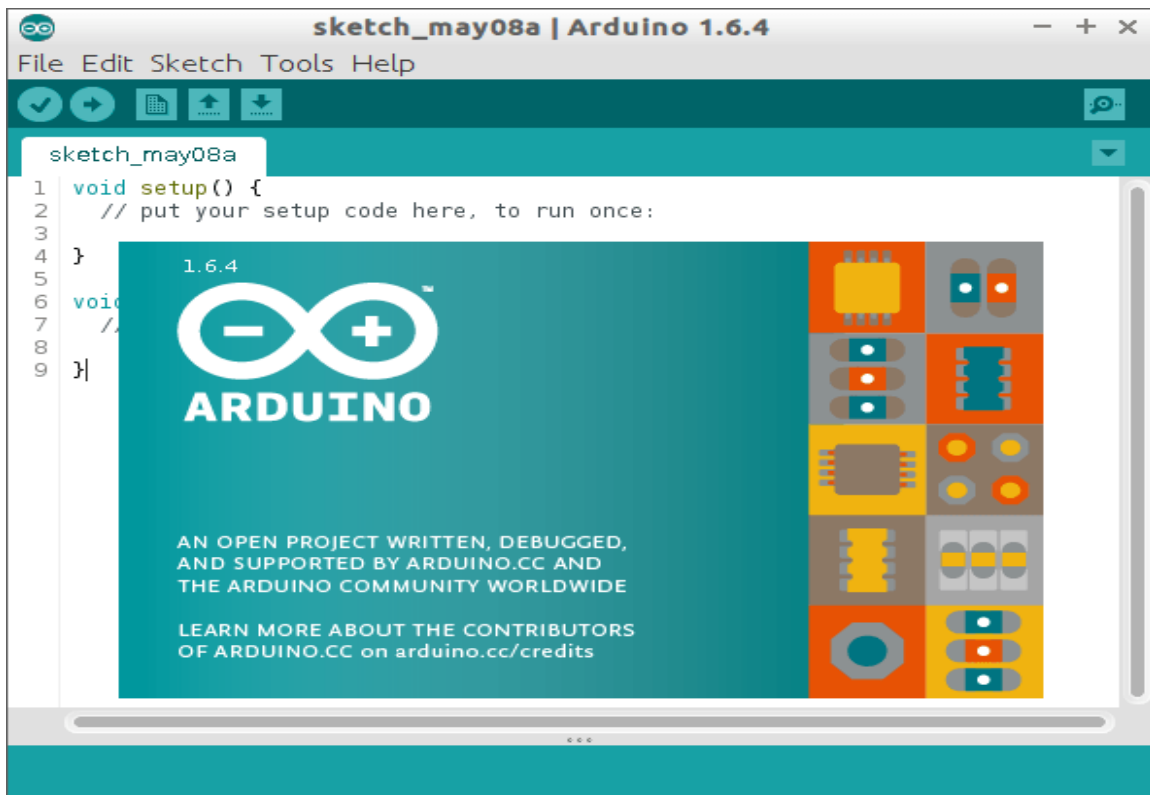 sketch_may08a | Arduino 1.6.4
File Edit Sketch Tools Help
sketch_may08a
1 void setup() {
2 // put your setup code here, to run once:
3
4 }
5
6
7 //
8
9 }
1.6.4
™
ARDUINO
AN OPEN PROJECT WRITTEN, DEBUGGED,
AND SUPPORTED BY ARDUINO.CC AND
THE ARDUINO COMMUNITY WORLDWIDE
LEARN MORE ABOUT THE CONTRIBUTORS
OF ARDUINO.CC on arduino.cc/credits